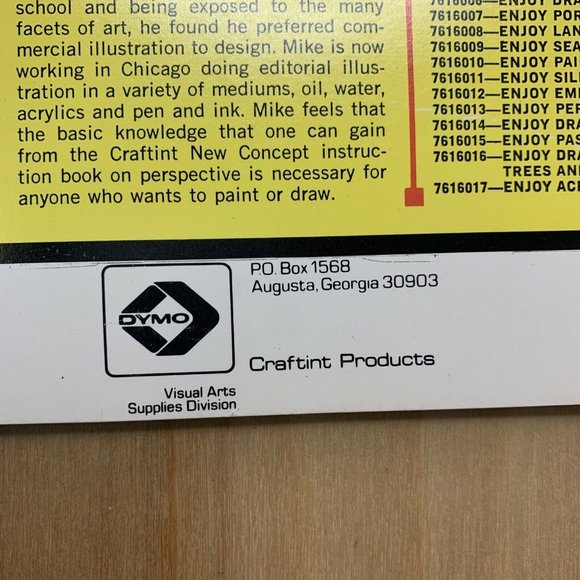 school and being exposed to the many
facets of art, he found he preferred com-
mercial illustration to design. Mike is now
working in Chicago doing editorial illus-
tration in a variety of mediums, oil, water,
acrylics and pen and ink. Mike feels that
the basic knowledge that one can gain
from the Craftint New Concept instruc-
tion book on perspective is necessary for
anyone who wants to paint or draw.
7616006—ENJOY DRA
7616007—ENJOY POR
7616008—ENJOY LAN
7616009—ENJOY SEA
7616010—ENJOY PAI
7616011—ENJOY SIL
7616012—ENJOY EMB
7616013—ENJOY PER
7616014—ENJOY DRA
7616015—ENJOY PAS
7616016—ENJOY DRA
TREES AN
7616017—ENJOY ACR
DYMO
Visual Arts
Supplies Division
P.O. Box 1568
Augusta, Georgia 30903
Craftint Products